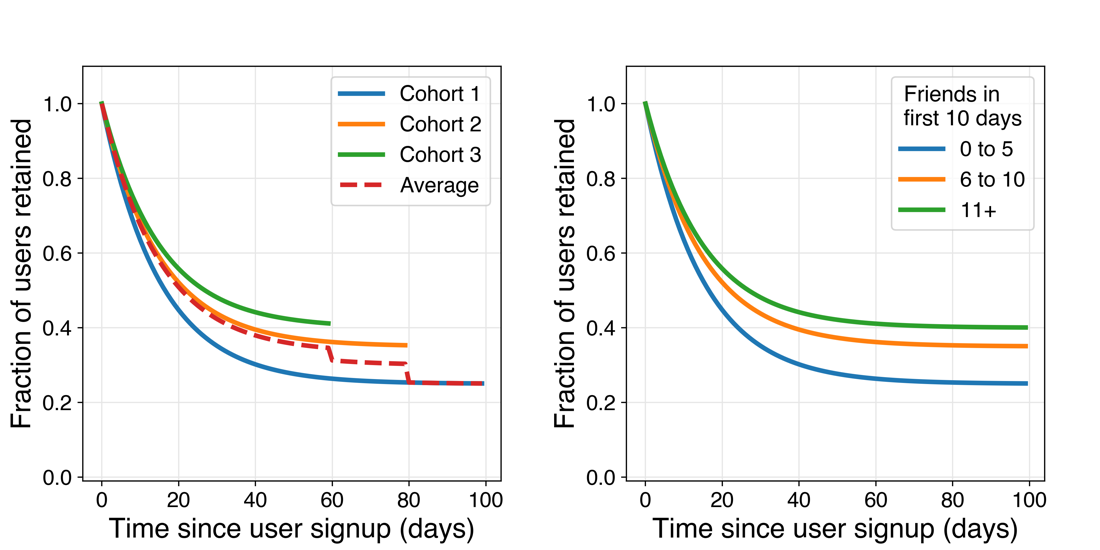 Fraction of users retained
1.0
0.8
0.6
0.4
0.2
0.0
0 20 40 60 80 100
Time since user signup (days)
Cohort 1
Cohort 2
Cohort 3
Average
Fraction of users retained
1.0
0.8
0.6
0.4
0.2
0.0
0 20 40 60 80 100
Time since user signup (days)
Friends in
first 10 days
0 to 5
6 to 10
11+